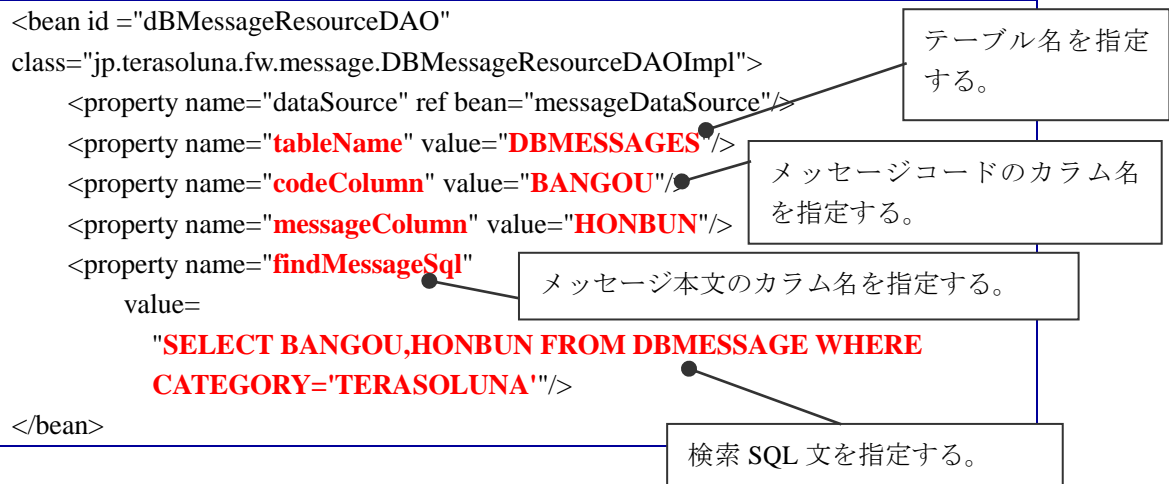 <bean id ="dBMessageResourceDAO"
class="jp.terasoluna.fw.message.DBMessageResourceDAOImpl">
<property name="dataSource" ref bean="messageDataSource"/>
<property name="tableName" value="DBMESSAGES"/>
<property name="codeColumn" value="BANGOU"/>
<property name="messageColumn" value="HONBUN"/>
<property name="findMessageSql"
value=
"SELECT BANGOU,HONBUN FROM DBMESSAGE WHERE
CATEGORY='TERASOLUNA'"/>
</bean>
テーブル名を指定
する。
メッセージコードのカラム名
を指定する。
メッセージ本文のカラム名を指定する。
検索 SQL 文を指定する。